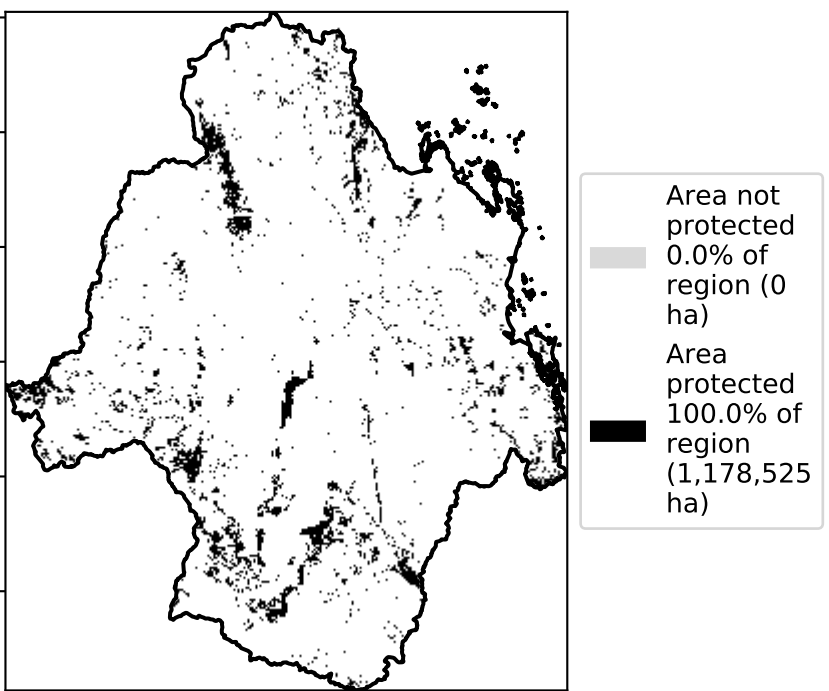 Area not
protected
0.0% of
region (0
ha)
Area
protected
100.0% of
region
(1,178,525
ha)